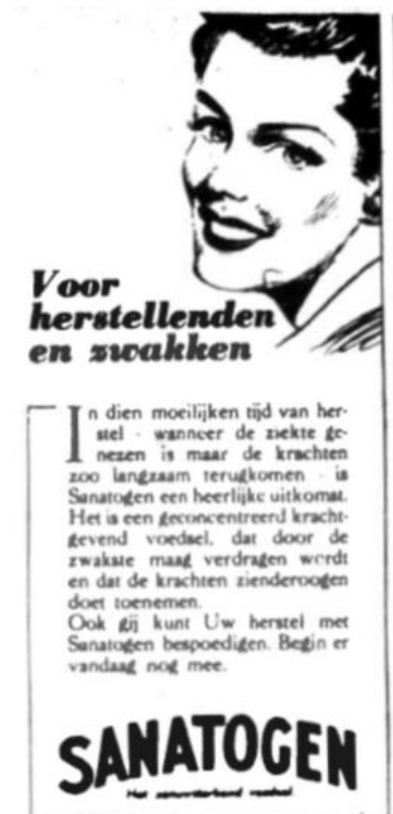 Voor
herstellenden
en zwakken
In dien moeilijken tijd van her-
stel - wanneer de ziekte ge-
nezen is maar de krachten
zoo langzaam terugkomen - is
Sanatogen een heerlijke uitkomst.
Het is een geconcentreerd kracht-
gevend voedsel, dat door de
zwakste maag verdragen wordt
en dat de krachten zienderoogen
doet toenemen.
Ook gij kunt Uw herstel met
Sanatogen bespoedigen. Begin er
vandaag nog mee.
SANATOGEN
Het zenuwsterkend voedsel